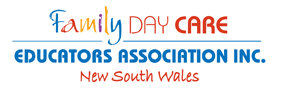 Family DAY CARE
EDUCATORS ASSOCIATION INC.
New South Wales